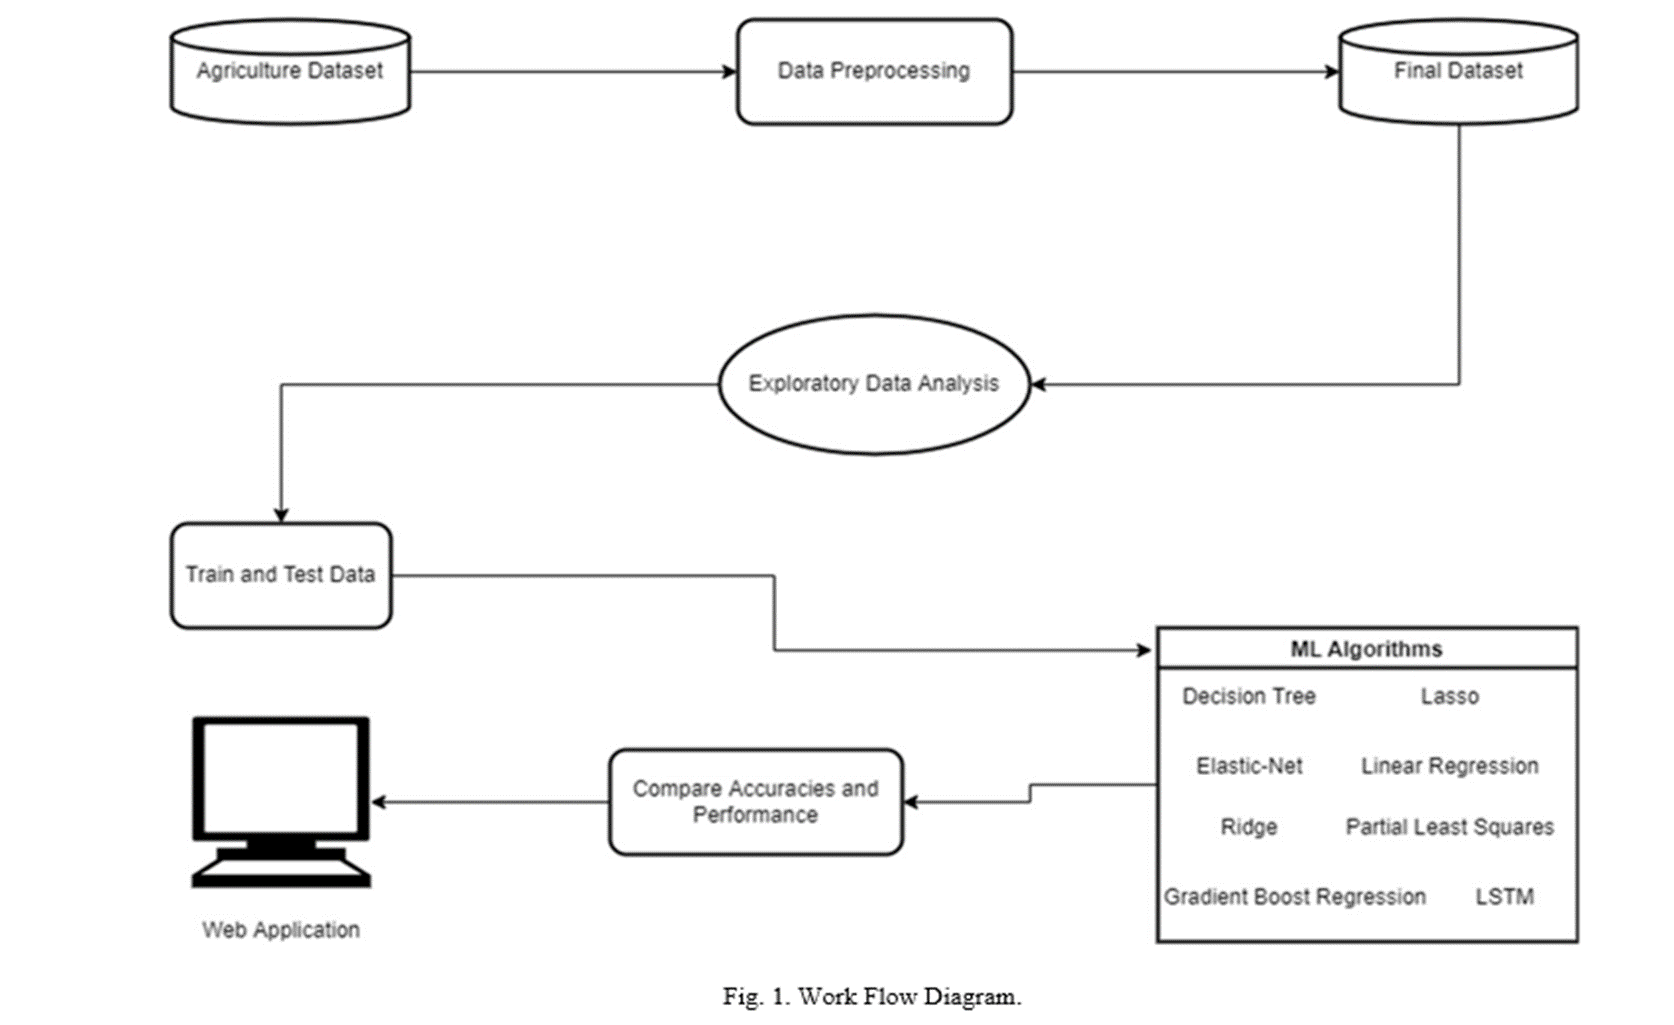 Agriculture Dataset
Data Preprocessing
Final Dataset
Exploratory Data Analysis
Train and Test Data
ML Algorithms
Decision Tree
Lasso
Elastic-Net
Linear Regression
Ridge
Partial Least Squares
Gradient Boost Regression
LSTM
Compare Accuracies and
Performance
Web Application
Fig. 1. Work Flow Diagram.